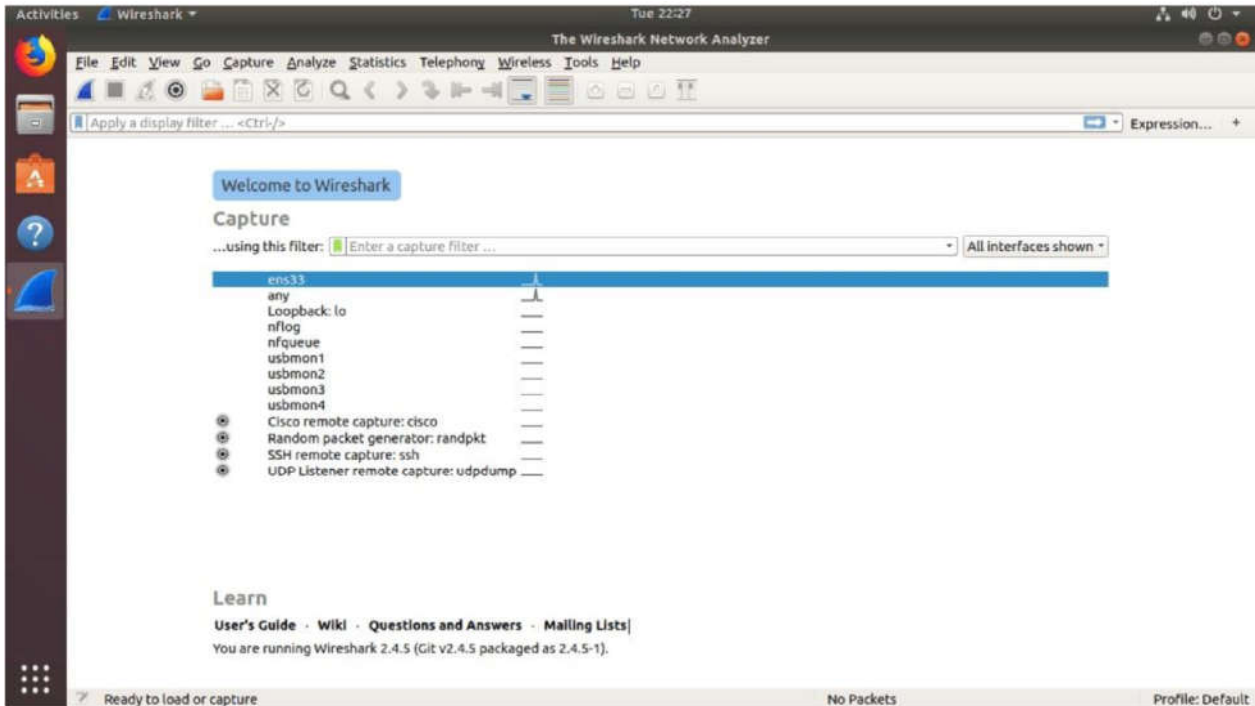 Activities Wireshark Tue 22:27
The Wireshark Network Analyzer
File Edit View Go Capture Analyze Statistics Telephony Wireless Tools Help
Apply a display filter ... <Ctrl-/> Expression... +
Welcome to Wireshark
Capture
...using this filter: Enter a capture filter ... All interfaces shown
ens33
any
Loopback: lo
nflog
nfqueue
usbmon1
usbmon2
usbmon3
usbmon4
Cisco remote capture: cisco
Random packet generator: randpkt
SSH remote capture: ssh
UDP Listener remote capture: udpdump
Learn
User's Guide · Wiki · Questions and Answers · Mailing Lists
You are running Wireshark 2.4.5 (Git v2.4.5 packaged as 2.4.5-1).
Ready to load or capture No Packets Profile: Default